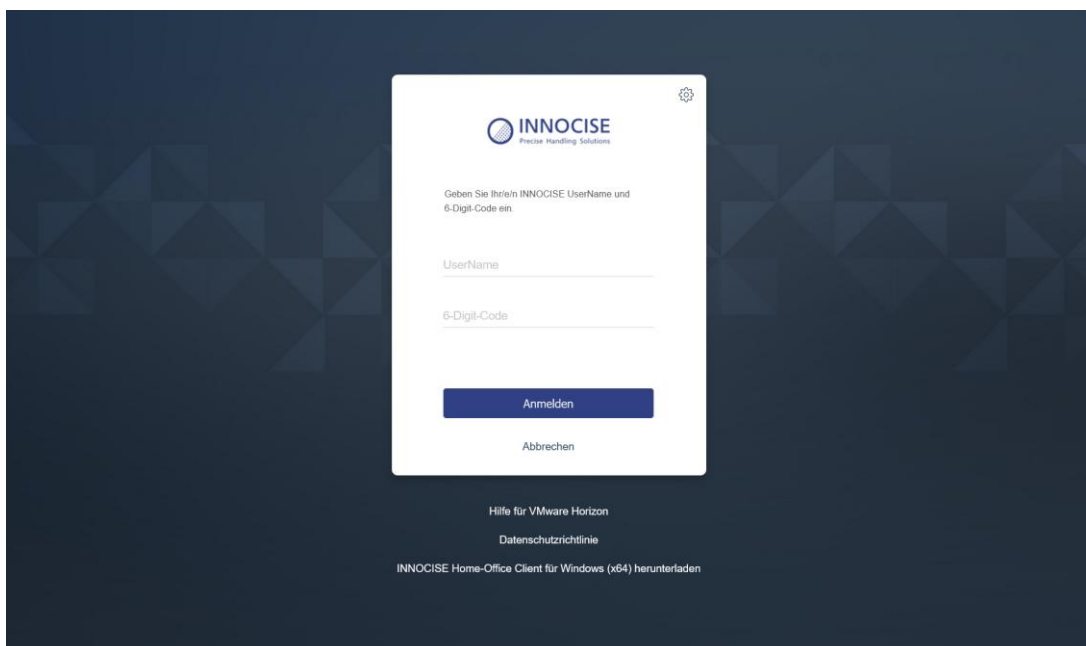 INNOCISE
Precise Handling Solutions
Geben Sie Ihr/e/n INNOCISE UserName und
6-Digit-Code ein.
UserName
6-Digit-Code
Anmelden
Abbrechen
Hilfe für VMware Horizon
Datenschutzrichtlinie
INNOCISE Home-Office Client für Windows (x64) herunterladen